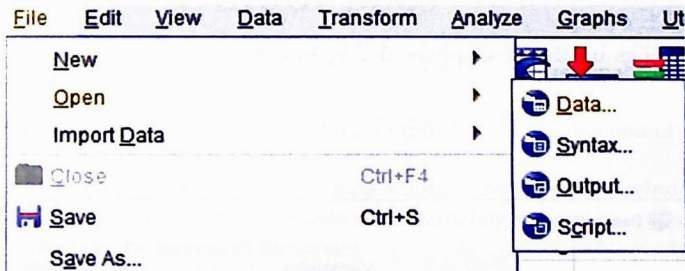 File Edit View Data Transform Analyze Graphs Ut
New
Open
Import Data
Close Ctrl+F4
Save Ctrl+S
Save As...
Data...
Syntax...
Output...
Script...